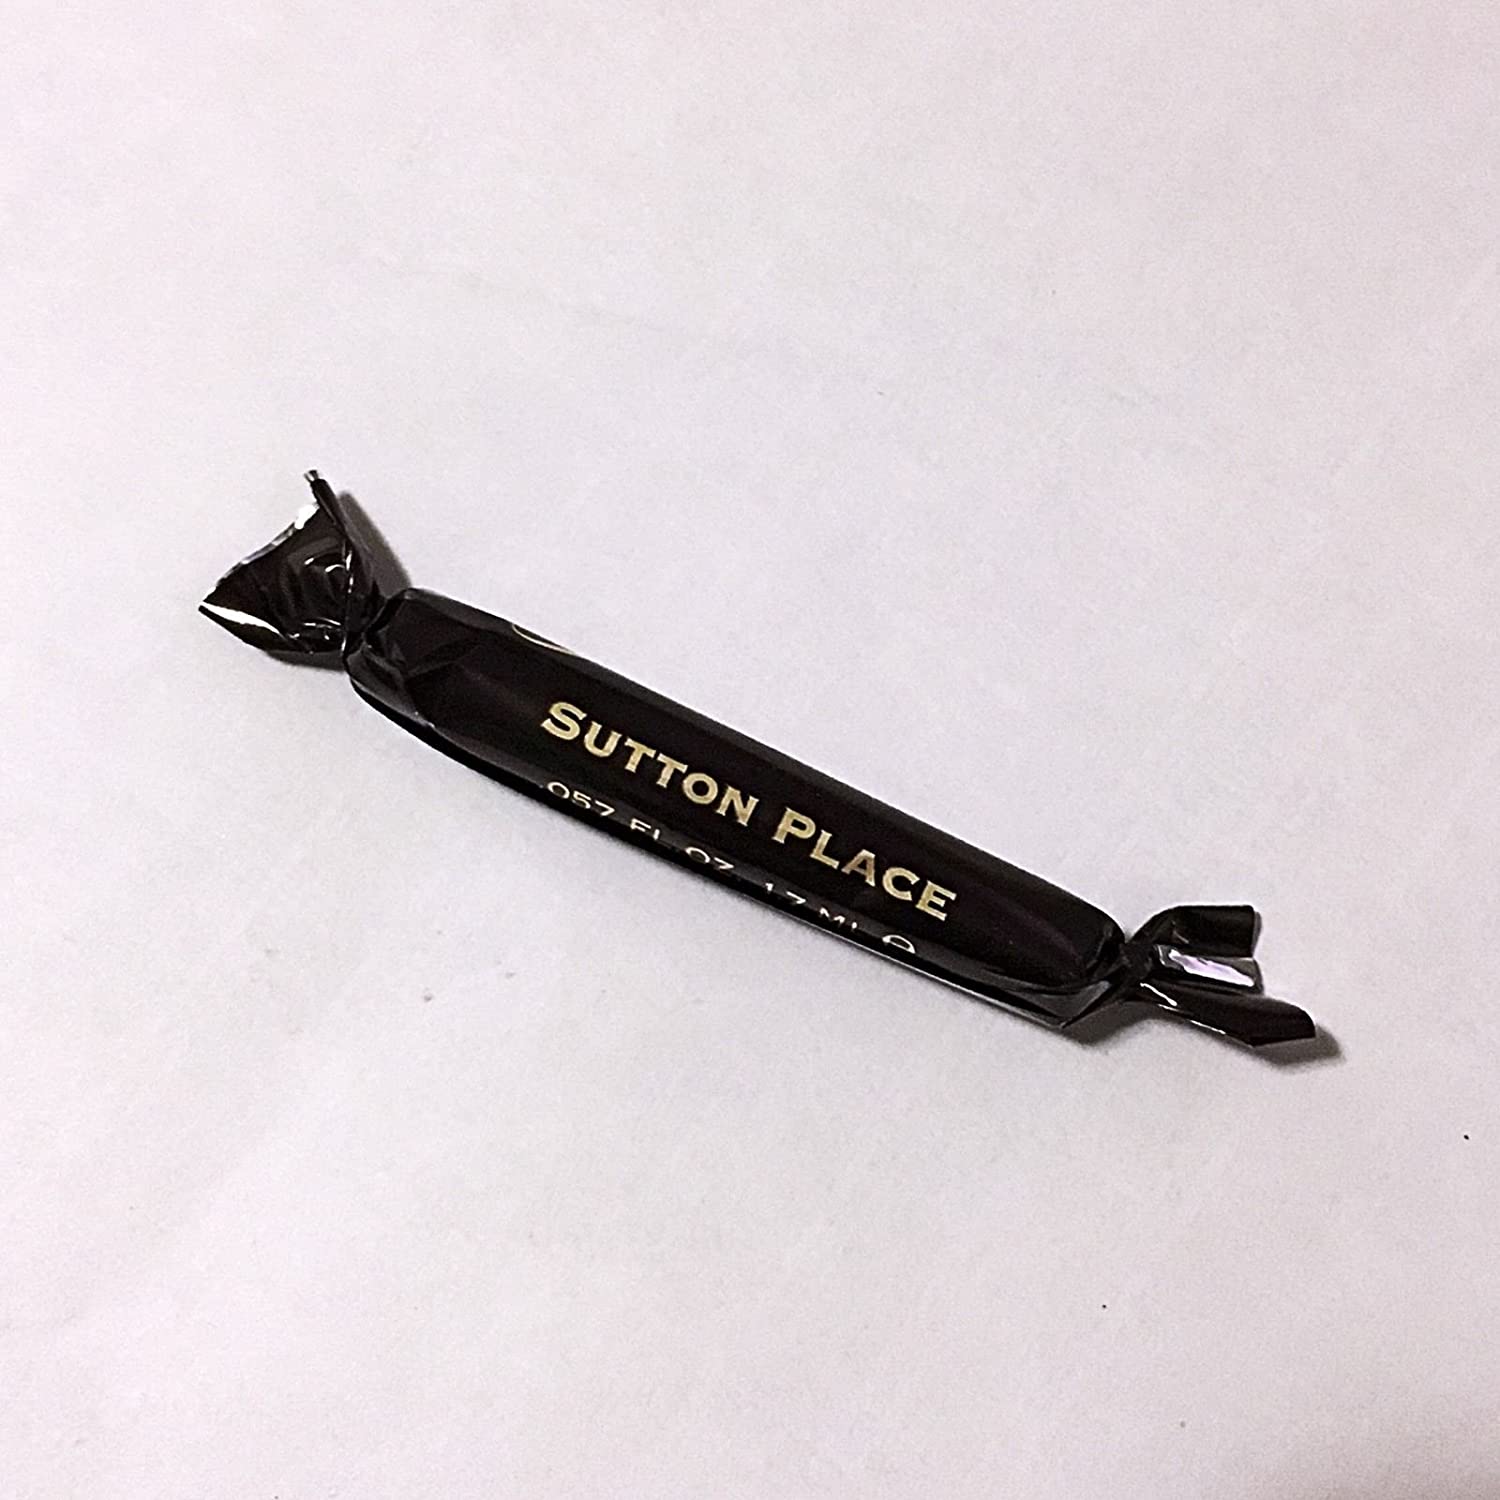 SUTTON PLACE
.057 FL. OZ. 1.7 ML ℮